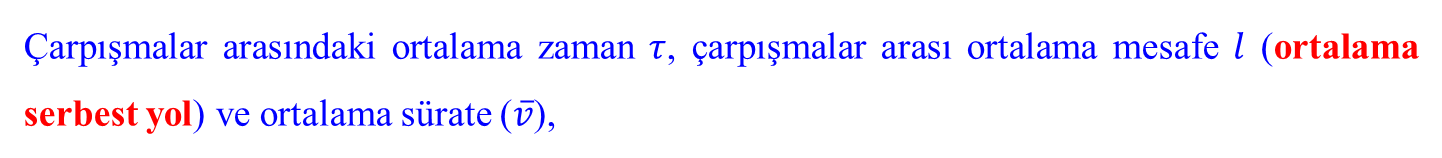 Çarpışmalar arasındaki ortalama zaman τ, çarpışmalar arası ortalama mesafe l (ortalama
serbest yol) ve ortalama sürate (v̄),